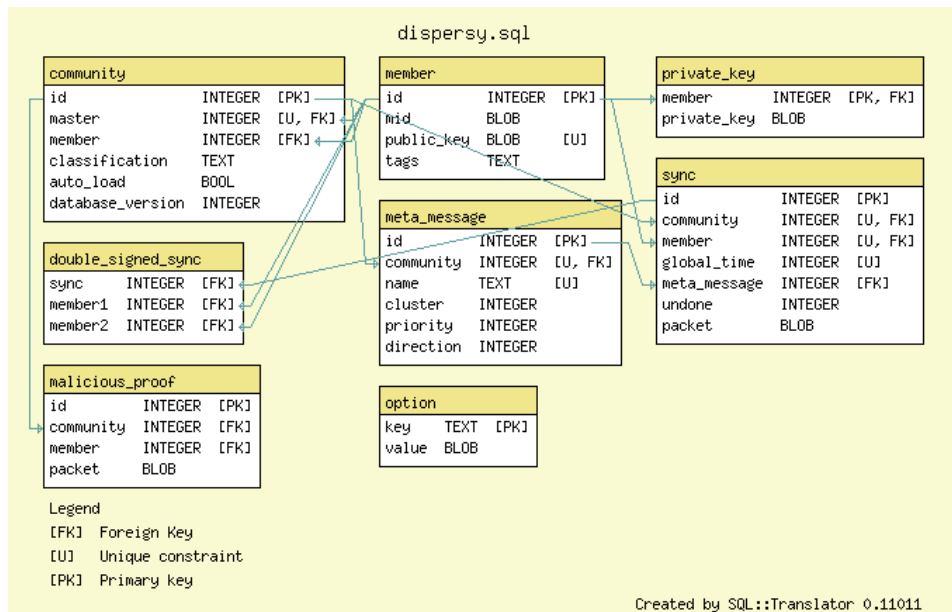 dispersy.sql
community
id INTEGER [PK]
master INTEGER [U, FK]
member INTEGER [FK]
classification TEXT
auto_load BOOL
database_version INTEGER
member
id INTEGER [PK]
mid BLOB
public_key BLOB [U]
tags TEXT
private_key
member INTEGER [PK, FK]
private_key BLOB
sync
id INTEGER [PK]
community INTEGER [U, FK]
member INTEGER [U, FK]
global_time INTEGER [U]
meta_message INTEGER [FK]
undone INTEGER
packet BLOB
meta_message
id INTEGER [PK]
community INTEGER [U, FK]
name TEXT [U]
cluster INTEGER
priority INTEGER
direction INTEGER
double_signed_sync
sync INTEGER [FK]
member1 INTEGER [FK]
member2 INTEGER [FK]
malicious_proof
id INTEGER [PK]
community INTEGER [FK]
member INTEGER [FK]
packet BLOB
option
key TEXT [PK]
value BLOB
Legend
[FK] Foreign Key
[U] Unique constraint
[PK] Primary key
Created by SQL::Translator 0.11011